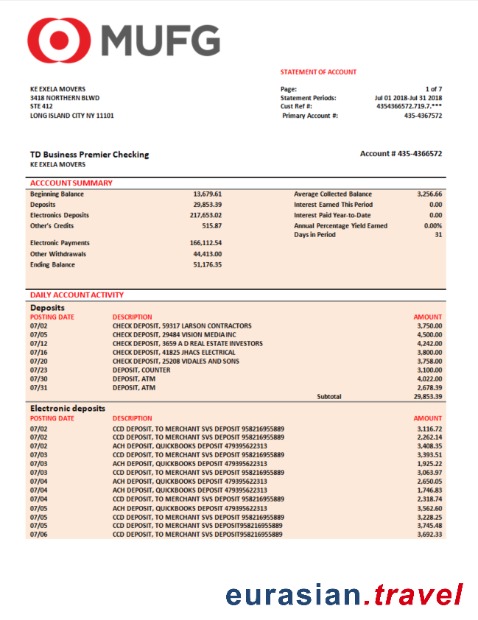 MUFG
STATEMENT OF ACCOUNT
KE EXELA MOVERS
3418 NORTHERN BLWD
STE 412
LONG ISLAND CITY NY 11101
Page: 1 of 7
Statement Periods: Jul 01 2018-Jul 31 2018
Cust Ref #: 4354366572.719.7.***
Primary Account #: 435-4367572
TD Business Premier Checking Account # 435-4366572
KE EXELA MOVERS
ACCCOUNT SUMMARY
Beginning Balance 13,679.61 Average Collected Balance 3,256.66
Deposits 29,853.39 Interest Earned This Period 0.00
Electronics Deposits 217,653.02 Interest Paid Year-to-Date 0.00
Other's Credits 515.87 Annual Percentage Yield Earned 0.00%
Days in Period 31
Electronic Payments 166,112.54
Other Withdrawals 44,413.00
Ending Balance 51,176.35
DAILY ACCOUNT ACTIVITY
Deposits
POSTING DATE DESCRIPTION AMOUNT
07/02 CHECK DEPOSIT, 59317 LARSON CONTRACTORS 3,750.00
07/05 CHECK DEPOSIT, 29484 VISION MEDIA INC 4,500.00
07/12 CHECK DEPOSIT, 3659 A D REAL ESTATE INVESTORS 4,242.00
07/16 CHECK DEPOSIT, 41825 JHACS ELECTRICAL 3,800.00
07/20 CHECK DEPOSIT, 25208 VIDALES AND SONS 3,758.00
07/23 DEPOSIT, COUNTER 3,100.00
07/30 DEPOSIT, ATM 4,022.00
07/31 DEPOSIT, ATM 2,678.39
Subtotal 29,853.39
Electronic deposits
POSTING DATE DESCRIPTION AMOUNT
07/02 CCD DEPOSIT, TO MERCHANT SVS DEPOSIT 958216955889 3,116.72
07/02 CCD DEPOSIT, TO MERCHANT SVS DEPOSIT 958216955889 2,262.14
07/02 ACH DEPOSIT, QUICKBOOKS DEPOSIT 479395622313 3,408.35
07/03 CCD DEPOSIT, TO MERCHANT SVS DEPOSIT 958216955889 3,393.51
07/03 ACH DEPOSIT, QUICKBOOKS DEPOSIT 479395622313 1,925.22
07/03 CCD DEPOSIT, TO MERCHANT SVS DEPOSIT 958216955889 3,063.97
07/04 ACH DEPOSIT, QUICKBOOKS DEPOSIT 479395622313 2,650.05
07/04 ACH DEPOSIT, QUICKBOOKS DEPOSIT 479395622313 1,746.83
07/04 CCD DEPOSIT, TO MERCHANT SVS DEPOSIT 958216955889 2,318.74
07/05 ACH DEPOSIT, QUICKBOOKS DEPOSIT 479395622313 3,562.60
07/05 CCD DEPOSIT, TO MERCHANT SVS DEPOSIT 958216955889 3,228.25
07/05 CCD DEPOSIT, TO MERCHANT SVS DEPOSIT958216955889 3,745.48
07/06 CCD DEPOSIT, TO MERCHANT SVS DEPOSIT958216955889 3,692.33
eurasian.travel